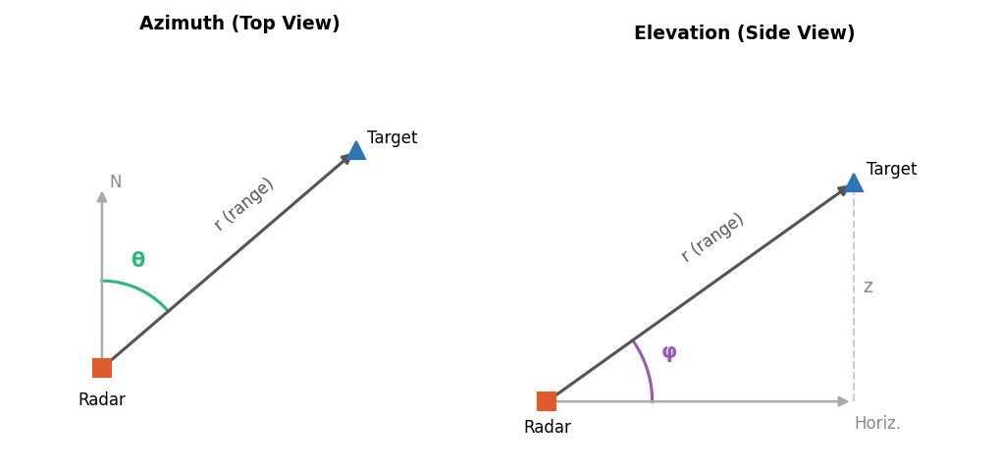 Azimuth (Top View)
N
Target
r (range)
θ
Radar
Elevation (Side View)
Target
r (range)
z
φ
Radar
Horiz.